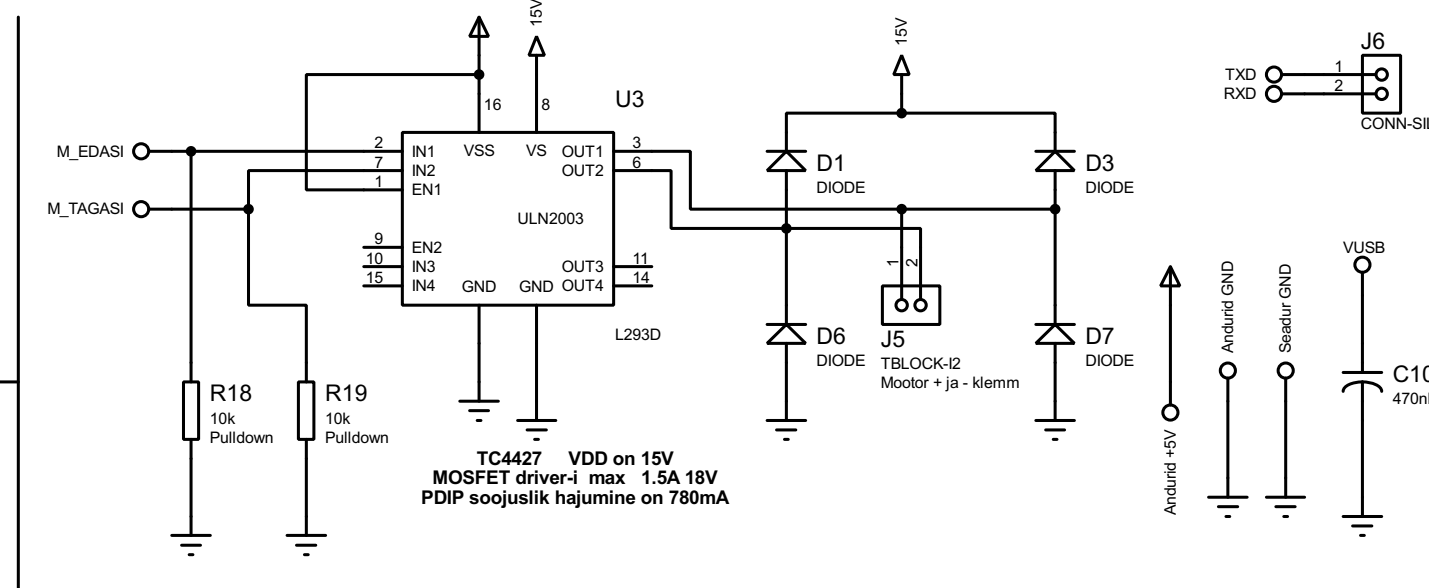 15V
16
8
U3
M_EDASI
2
IN1
VSS
VS
OUT1
3
7
IN2
OUT2
6
1
EN1
M_TAGASI
ULN2003
9
EN2
10
IN3
OUT3
11
15
IN4
GND
GND
OUT4
14
L293D
R18
10k
Pulldown
R19
10k
Pulldown
TC4427 VDD on 15V
MOSFET driver-i max 1.5A 18V
PDIP soojuslik hajumine on 780mA
15V
D1
DIODE
D3
DIODE
1
2
D6
DIODE
J5
TBLOCK-I2
Mootor + ja - klemm
D7
DIODE
J6
TXD
1
RXD
2
CONN-SIL
Andurid +5V
Andurid GND
Seadur GND
VUSB
C10